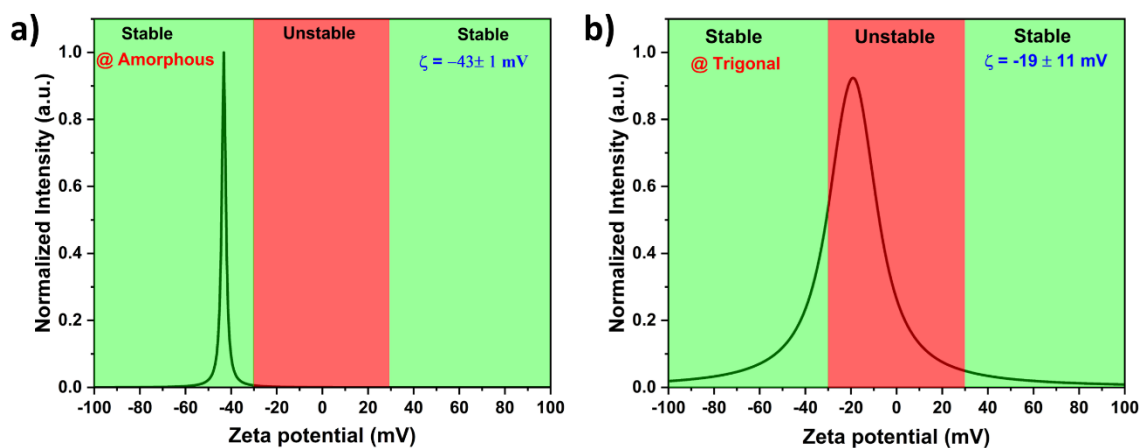 a)
Stable Unstable Stable
@ Amorphous
ζ = −43± 1 mV
Normalized Intensity (a.u.)
1.0
0.8
0.6
0.4
0.2
0.0
-100 -80 -60 -40 -20 0 20 40 60 80 100
Zeta potential (mV)
b)
Stable Unstable Stable
@ Trigonal
ζ = -19 ± 11 mV
Normalized Intensity (a.u.)
1.0
0.8
0.6
0.4
0.2
0.0
-100 -80 -60 -40 -20 0 20 40 60 80 100
Zeta potential (mV)